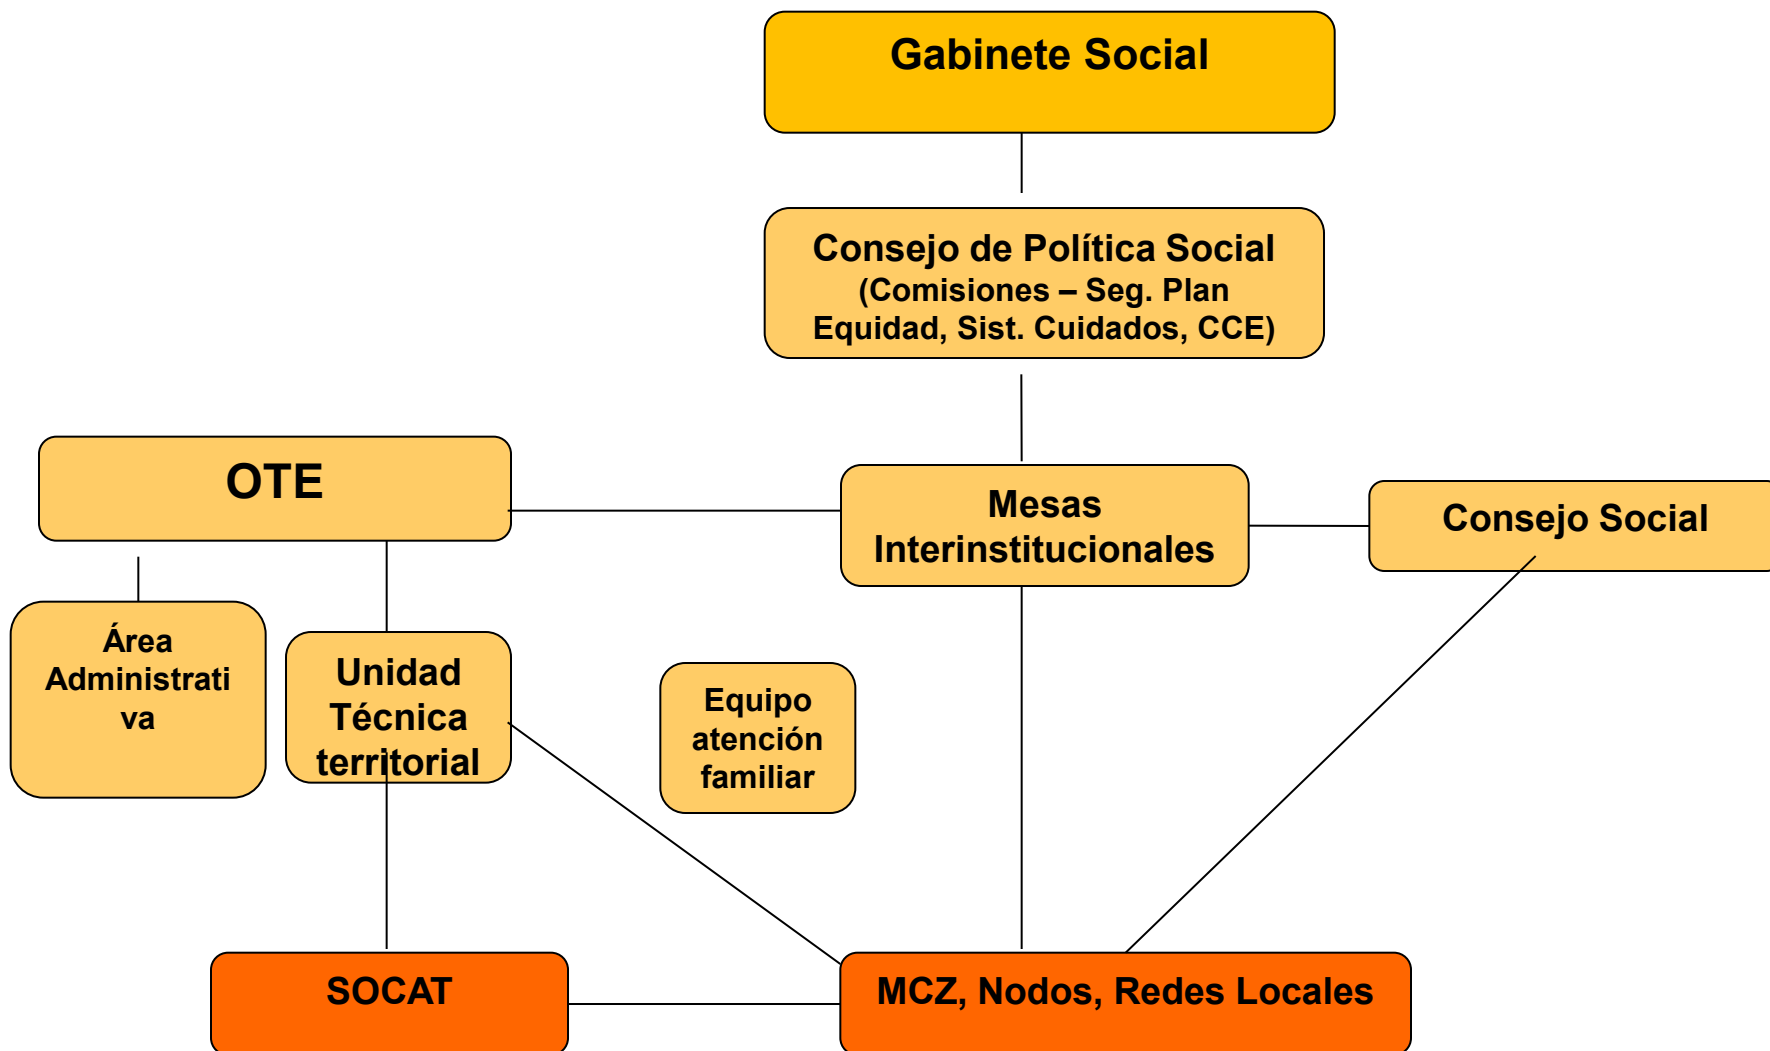 Gabinete Social
Consejo de Política Social
(Comisiones – Seg. Plan
Equidad, Sist. Cuidados, CCE)
OTE
Mesas
Interinstitucionales
Consejo Social
Área
Administrati
va
Unidad
Técnica
territorial
Equipo
atención
familiar
SOCAT
MCZ, Nodos, Redes Locales